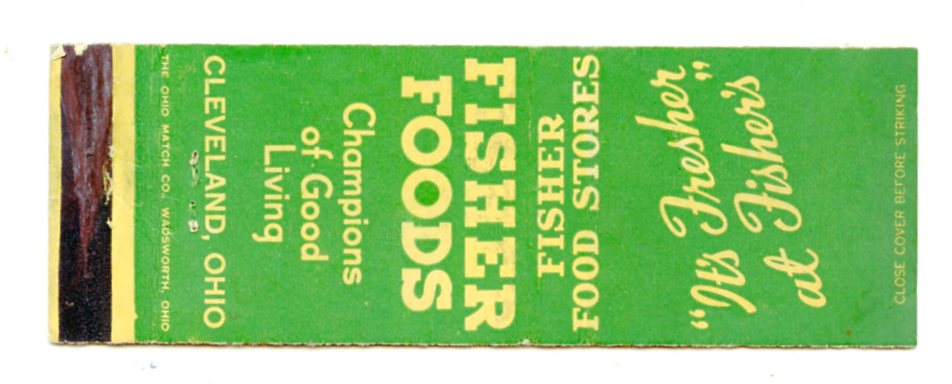 FISHER
FOODS
Champions
of Good
Living
CLEVELAND, OHIO
THE OHIO MATCH CO., WADSWORTH, OHIO
FISHER
FOOD STORES
"It's Fresher
at Fisher's"
CLOSE COVER BEFORE STRIKING